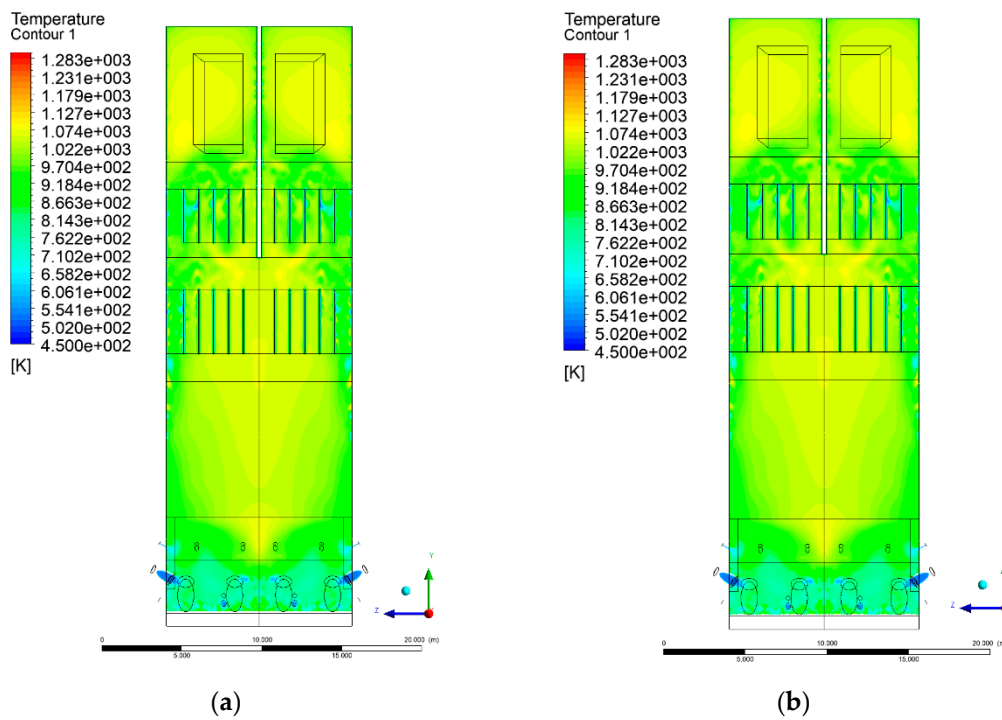 Temperature
Contour 1
1.283e+003
1.231e+003
1.179e+003
1.127e+003
1.074e+003
1.022e+003
9.704e+002
9.184e+002
8.663e+002
8.143e+002
7.622e+002
7.102e+002
6.582e+002
6.061e+002
5.541e+002
5.020e+002
4.500e+002
[K]
Y
Z
0
10.000
20.000 (m)
5.000
15.000
(a)
Temperature
Contour 1
1.283e+003
1.231e+003
1.179e+003
1.127e+003
1.074e+003
1.022e+003
9.704e+002
9.184e+002
8.663e+002
8.143e+002
7.622e+002
7.102e+002
6.582e+002
6.061e+002
5.541e+002
5.020e+002
4.500e+002
[K]
Z
0
10.000
20.000
5.000
15.000
(b)